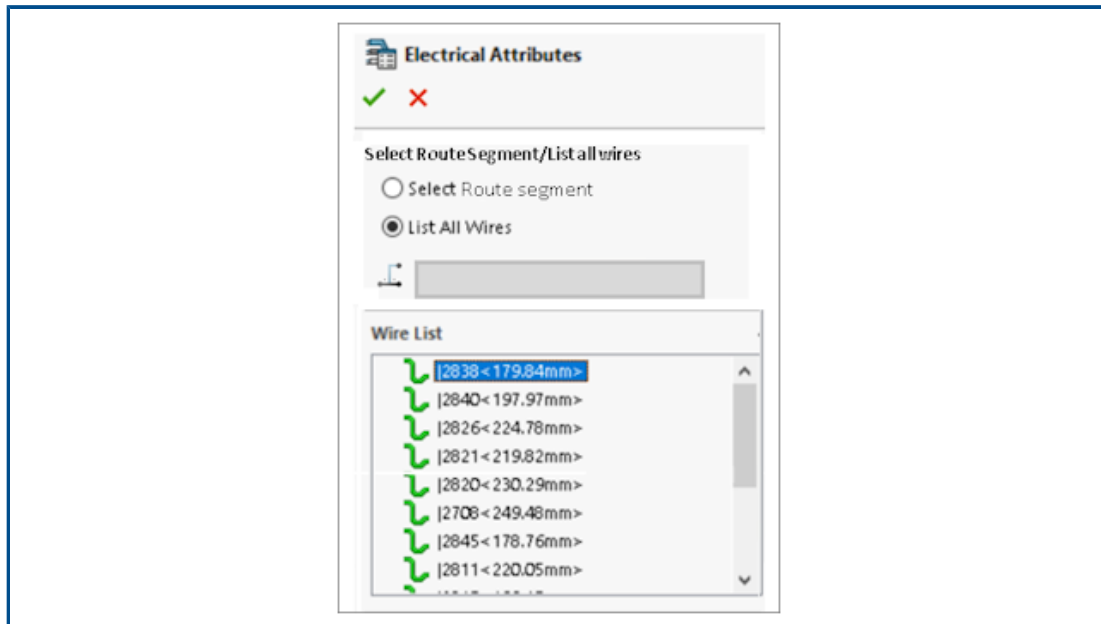 Electrical Attributes
Select Route Segment/List all wires
Select Route segment
List All Wires
Wire List
|2838<179.84mm>
|2840<197.97mm>
|2826<224.78mm>
|2821<219.82mm>
|2820<230.29mm>
|2708<249.48mm>
|2845<178.76mm>
|2811<220.05mm>